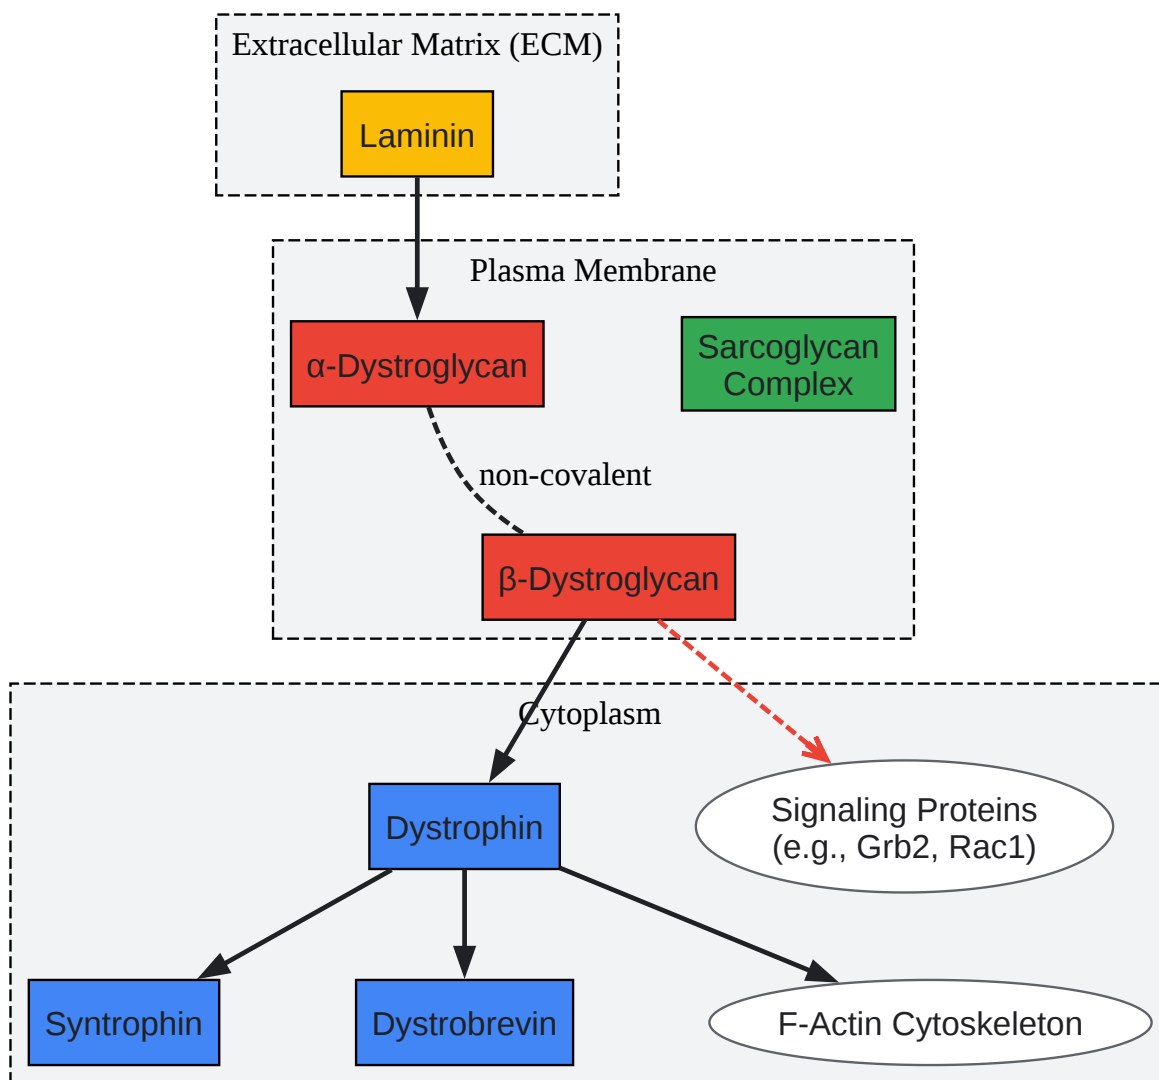 Extracellular Matrix (ECM)
Laminin
Plasma Membrane
α-Dystroglycan
Sarcoglycan
Complex
non-covalent
β-Dystroglycan
Cytoplasm
Dystrophin
Signaling Proteins
(e.g., Grb2, Rac1)
Syntrophin
Dystrobrevin
F-Actin Cytoskeleton